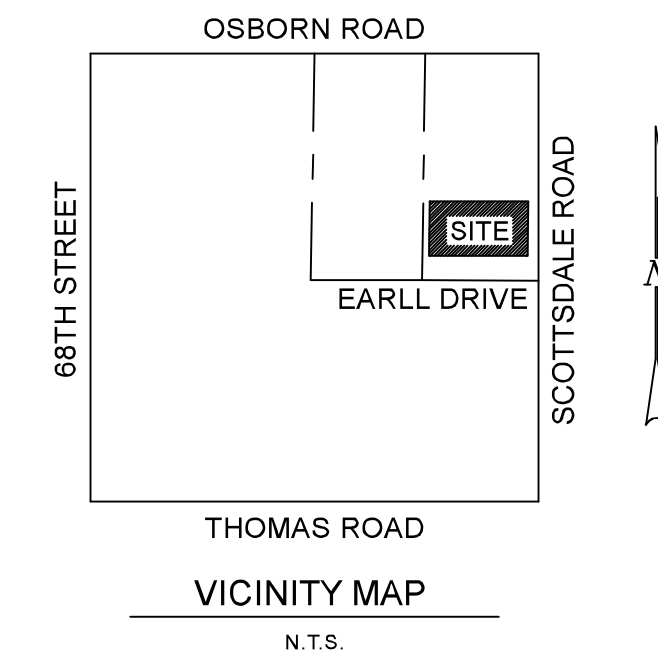 OSBORN ROAD
68TH STREET
SITE
SCOTTSDALE ROAD
EARLL DRIVE
THOMAS ROAD
VICINITY MAP
N.T.S.